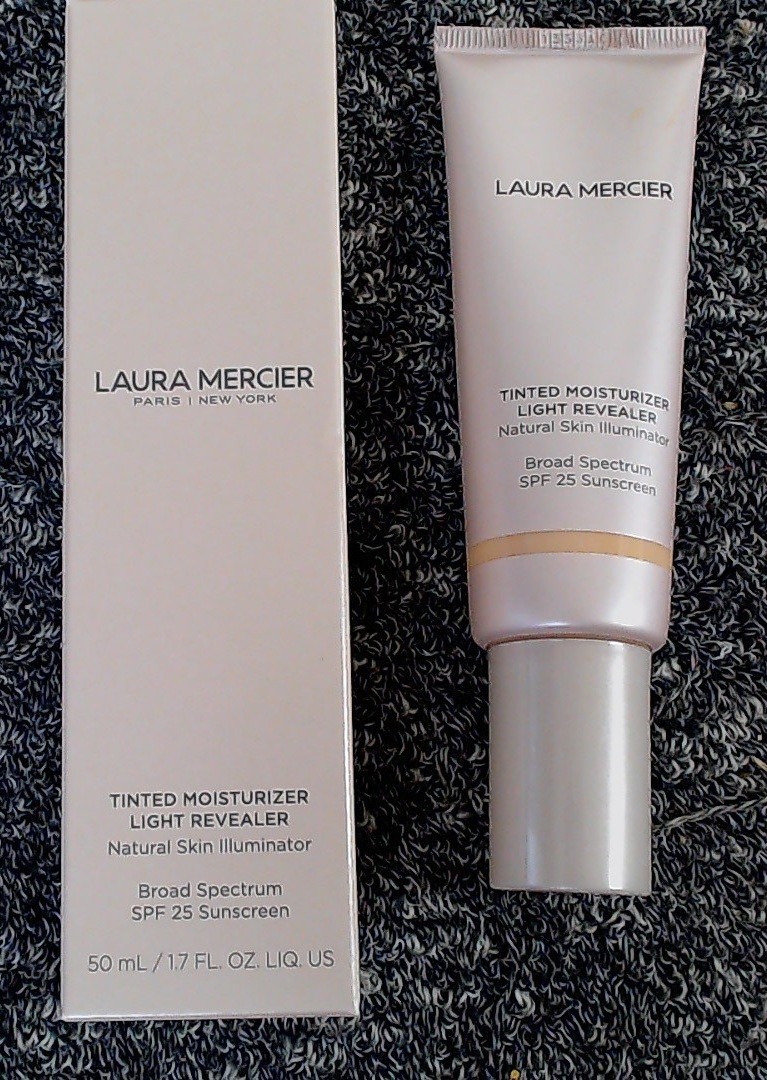 LAURA MERCIER
PARIS | NEW YORK
TINTED MOISTURIZER
LIGHT REVEALER
Natural Skin Illuminator
Broad Spectrum
SPF 25 Sunscreen
50 mL / 1.7 FL. OZ. LIQ. US
LAURA MERCIER
TINTED MOISTURIZER
LIGHT REVEALER
Natural Skin Illuminator
Broad Spectrum
SPF 25 Sunscreen